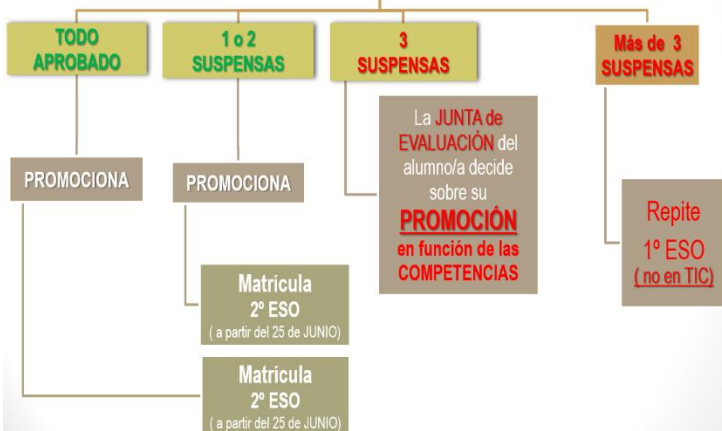 TODO
APROBADO
1 o 2
SUSPENSAS
3
SUSPENSAS
Más de 3
SUSPENSAS
PROMOCIONA
PROMOCIONA
La JUNTA de
EVALUACIÓN del
alumno/a decide
sobre su
PROMOCIÓN
en función de las
COMPETENCIAS
Repite
1º ESO
( no en TIC)
Matrícula
2º ESO
( a partir del 25 de JUNIO)
Matrícula
2º ESO
( a partir del 25 de JUNIO)